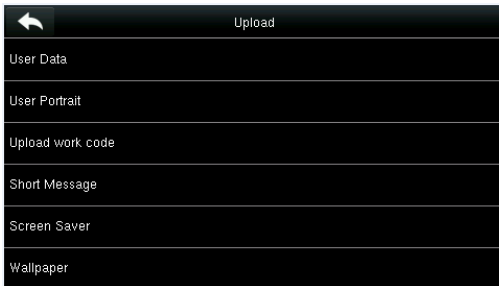 Upload
User Data
User Portrait
Upload work code
Short Message
Screen Saver
Wallpaper